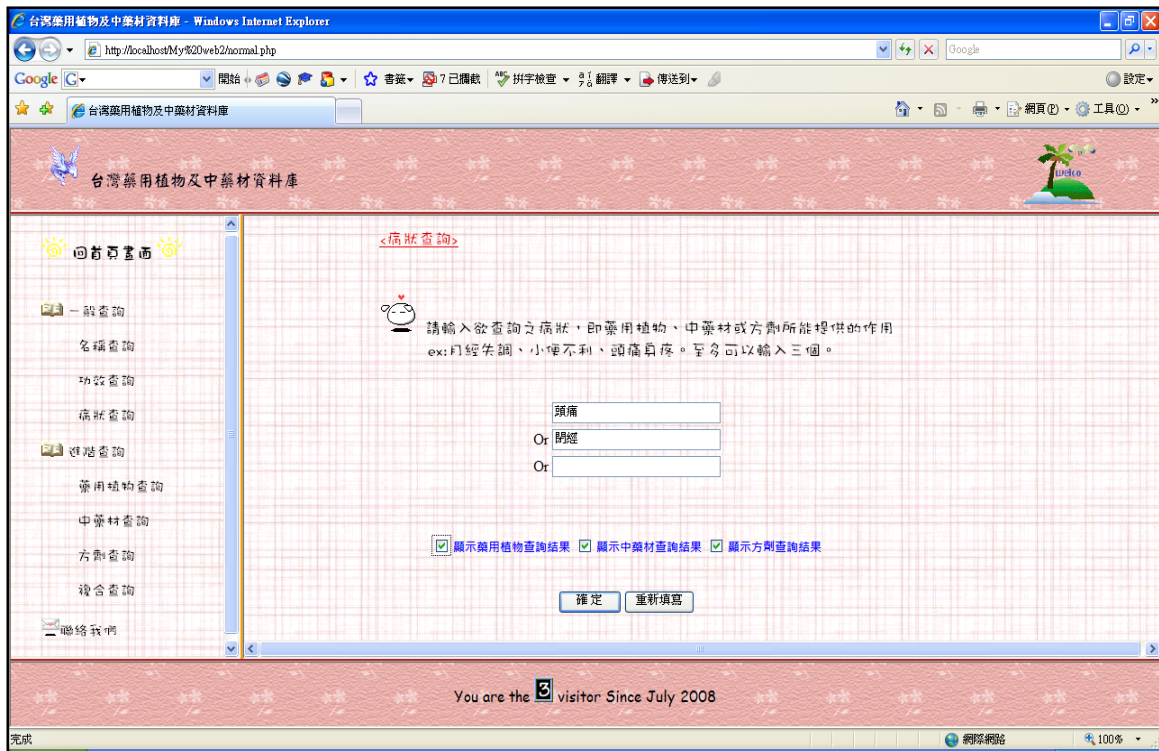 台灣藥用植物及中藥材資料庫 - Windows Internet Explorer
http://localhost/My%20web2/normal.php
Google
Google G 開始 書籤 7 已攔截 ABC 拼字檢查 翻譯 傳送到 設定
台灣藥用植物及中藥材資料庫
網頁(P) 工具(O) »
台灣藥用植物及中藥材資料庫
welco
回首頁畫面
一般查詢
名稱查詢
功效查詢
病狀查詢
進階查詢
藥用植物查詢
中藥材查詢
方劑查詢
複合查詢
聯絡我們
<病狀查詢>
請輸入欲查詢之病狀，即藥用植物、中藥材或方劑所能提供的作用
ex:月經失調、小便不利、頭痛身疼。至多可以輸入三個。
頭痛
Or 閉經
Or
顯示藥用植物查詢結果 顯示中藥材查詢結果 顯示方劑查詢結果
確定 重新填寫
You are the 3 visitor Since July 2008
完成 網際網路 100%